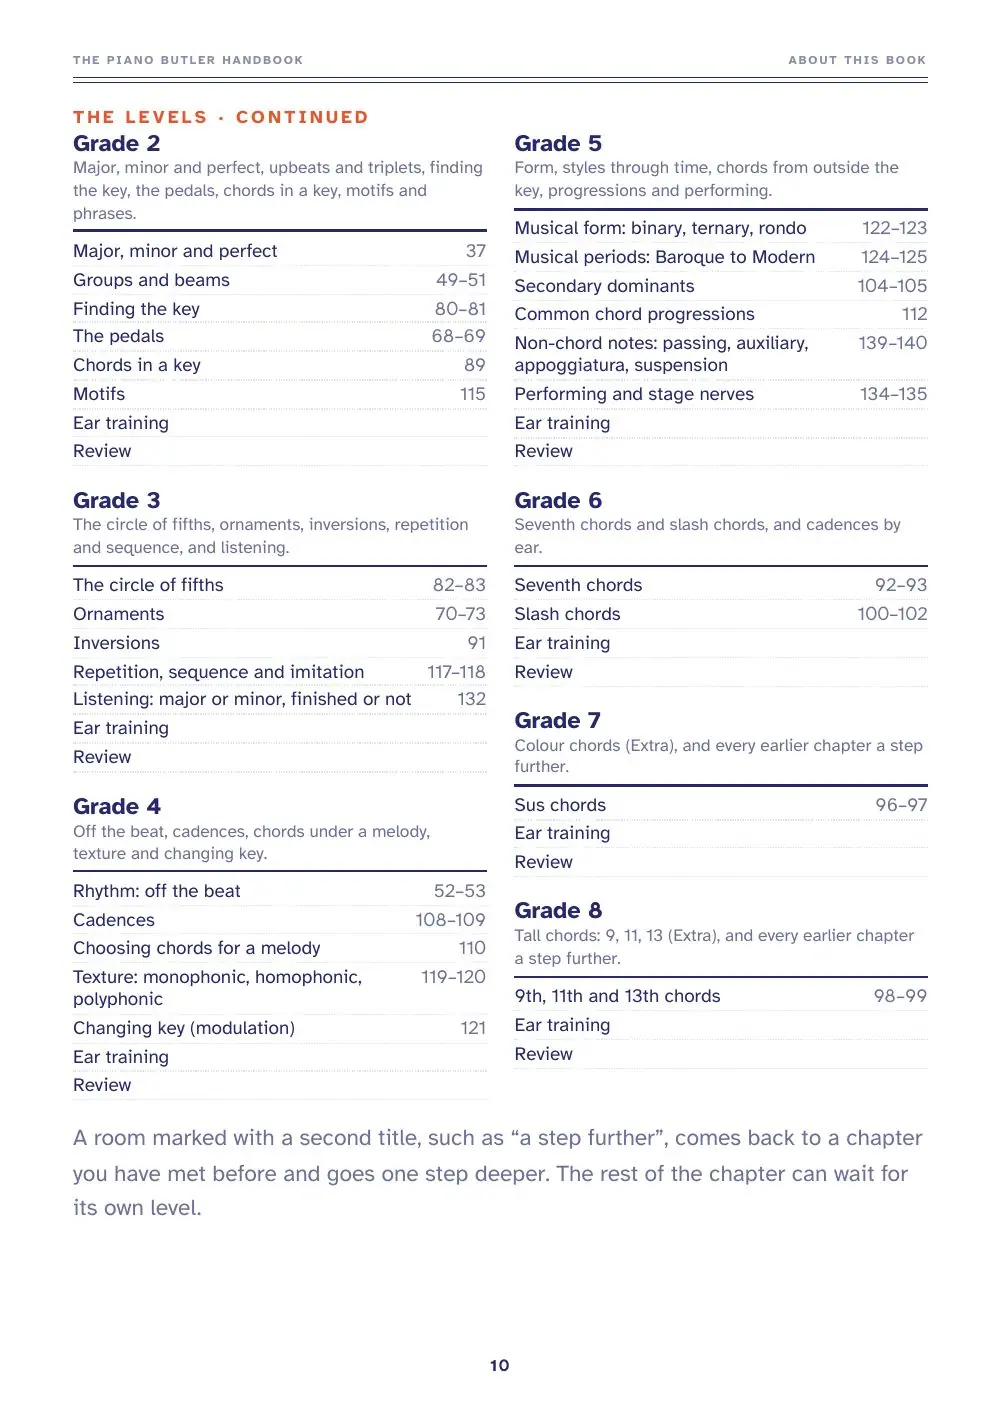 THE PIANO BUTLER HANDBOOK
ABOUT THIS BOOK
THE LEVELS · CONTINUED
Grade 2
Major, minor and perfect, upbeats and triplets, finding
the key, the pedals, chords in a key, motifs and
phrases.
Major, minor and perfect 37
Groups and beams 49–51
Finding the key 80–81
The pedals 68–69
Chords in a key 89
Motifs 115
Ear training
Review
Grade 3
The circle of fifths, ornaments, inversions, repetition
and sequence, and listening.
The circle of fifths 82–83
Ornaments 70–73
Inversions 91
Repetition, sequence and imitation 117–118
Listening: major or minor, finished or not 132
Ear training
Review
Grade 4
Off the beat, cadences, chords under a melody,
texture and changing key.
Rhythm: off the beat 52–53
Cadences 108–109
Choosing chords for a melody 110
Texture: monophonic, homophonic, 119–120
polyphonic
Changing key (modulation) 121
Ear training
Review
Grade 5
Form, styles through time, chords from outside the
key, progressions and performing.
Musical form: binary, ternary, rondo 122–123
Musical periods: Baroque to Modern 124–125
Secondary dominants 104–105
Common chord progressions 112
Non-chord notes: passing, auxiliary, 139–140
appoggiatura, suspension
Performing and stage nerves 134–135
Ear training
Review
Grade 6
Seventh chords and slash chords, and cadences by
ear.
Seventh chords 92–93
Slash chords 100–102
Ear training
Review
Grade 7
Colour chords (Extra), and every earlier chapter a step
further.
Sus chords 96–97
Ear training
Review
Grade 8
Tall chords: 9, 11, 13 (Extra), and every earlier chapter
a step further.
9th, 11th and 13th chords 98–99
Ear training
Review
A room marked with a second title, such as “a step further”, comes back to a chapter
you have met before and goes one step deeper. The rest of the chapter can wait for
its own level.
10